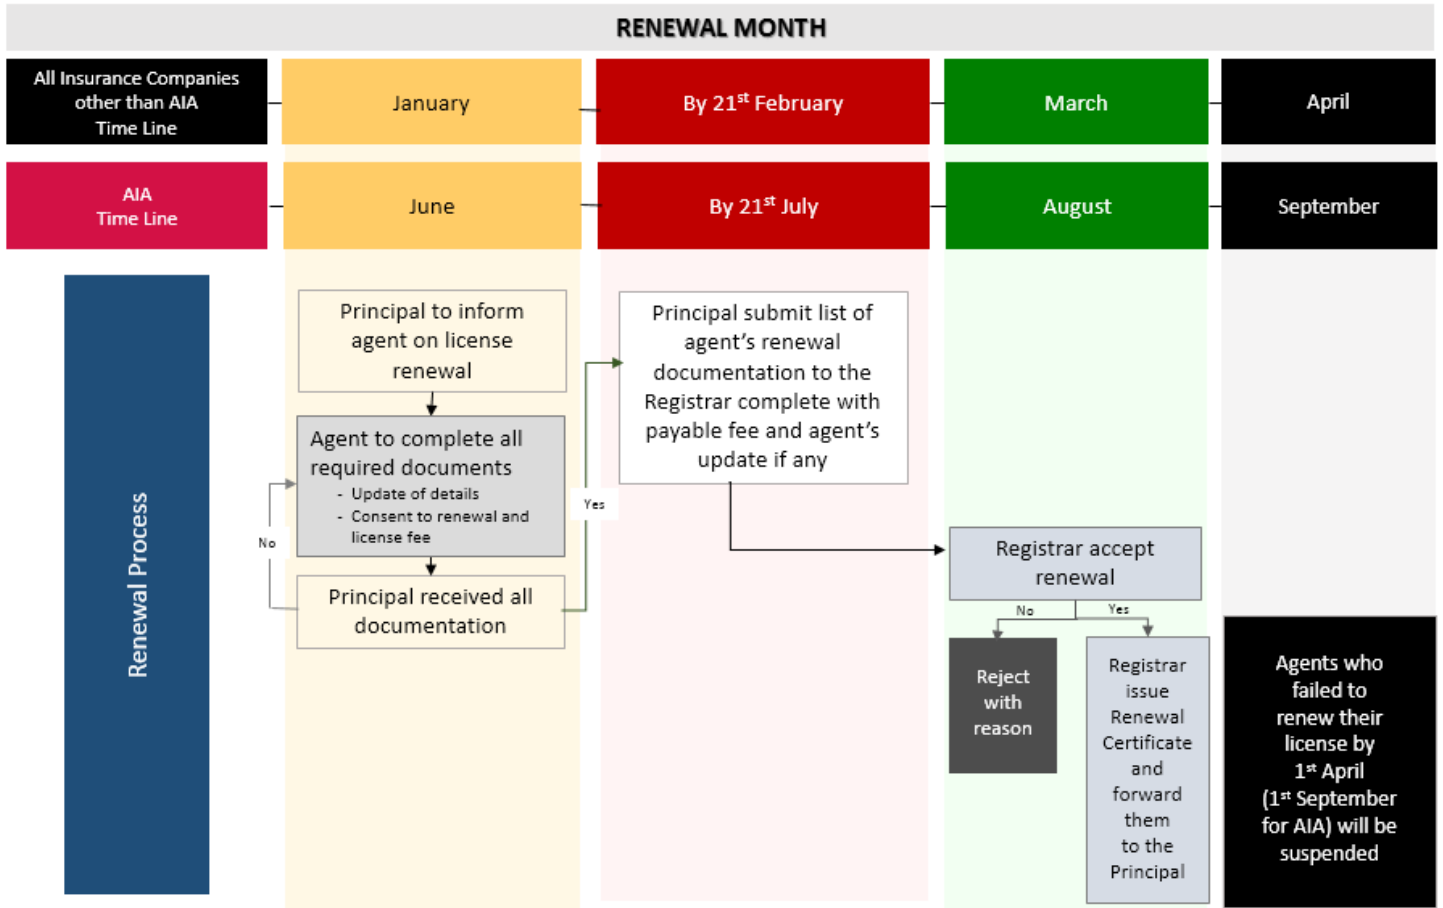 RENEWAL MONTH
All Insurance Companies
other than AIA
Time Line
January
By 21st February
March
April
AIA
Time Line
June
By 21st July
August
September
Renewal Process
Principal to inform
agent on license
renewal
Agent to complete all
required documents
- Update of details
- Consent to renewal and
license fee
No
Principal received all
documentation
Yes
Principal submit list of
agent’s renewal
documentation to the
Registrar complete with
payable fee and agent’s
update if any
Registrar accept
renewal
No
Yes
Reject
with
reason
Registrar
issue
Renewal
Certificate
and
forward
them
to the
Principal
Agents who
failed to
renew their
license by
1st April
(1st September
for AIA) will be
suspended